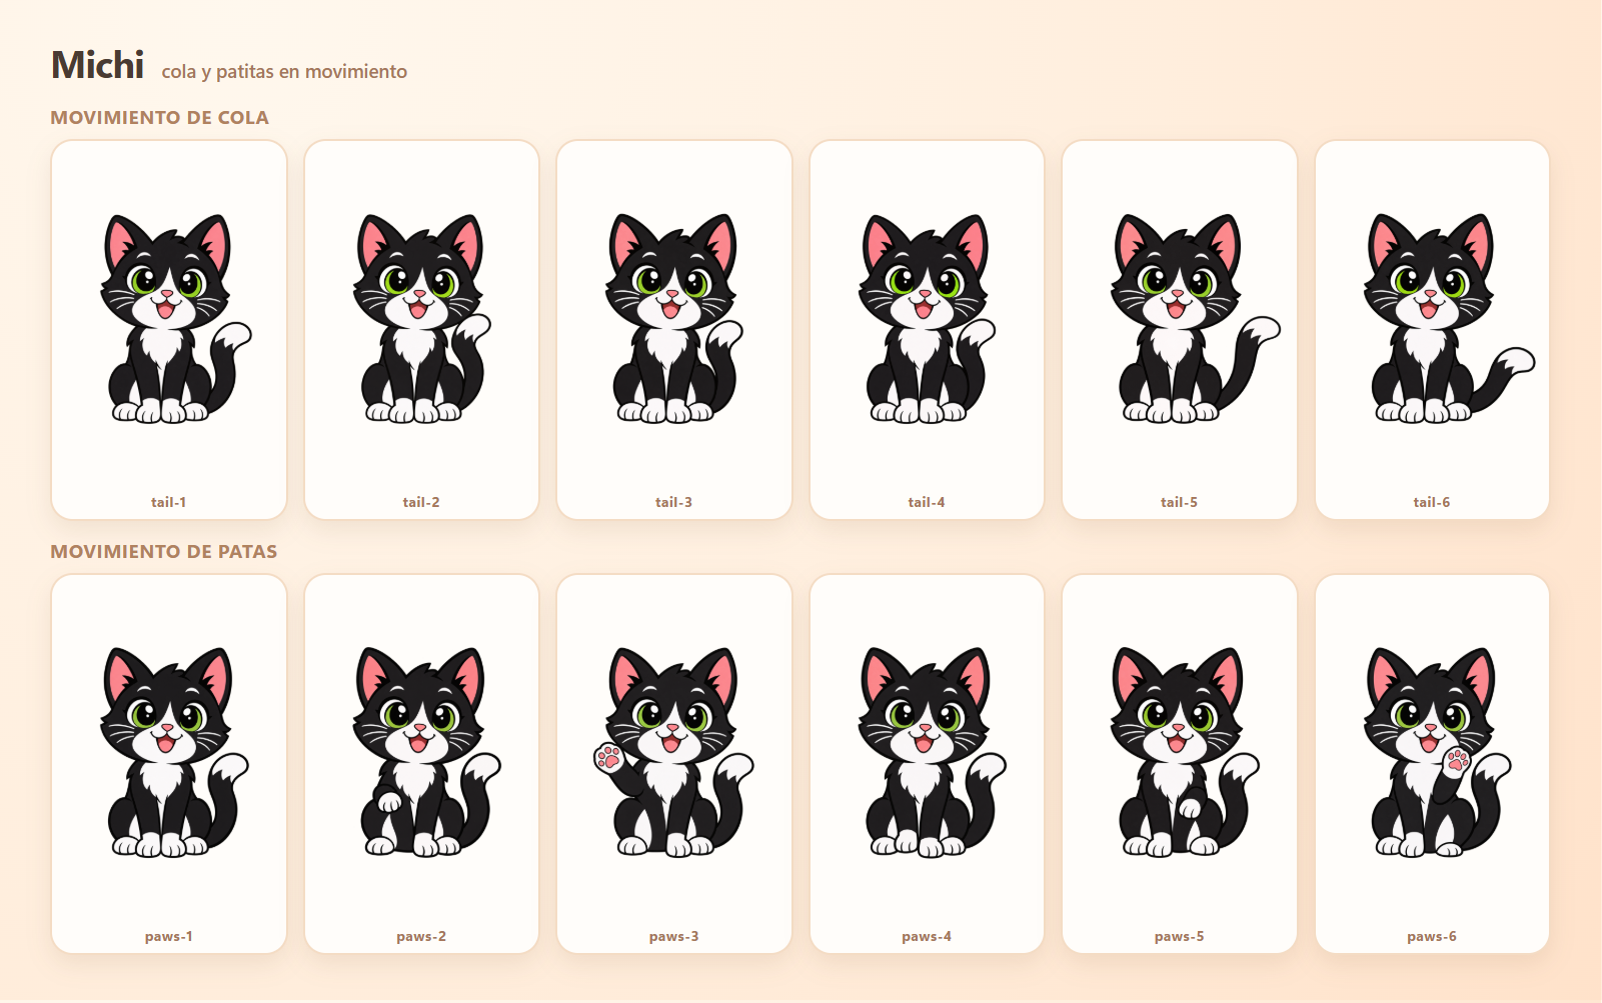 Michi cola y patitas en movimiento
MOVIMIENTO DE COLA
tail-1 tail-2 tail-3 tail-4 tail-5 tail-6
MOVIMIENTO DE PATAS
paws-1 paws-2 paws-3 paws-4 paws-5 paws-6